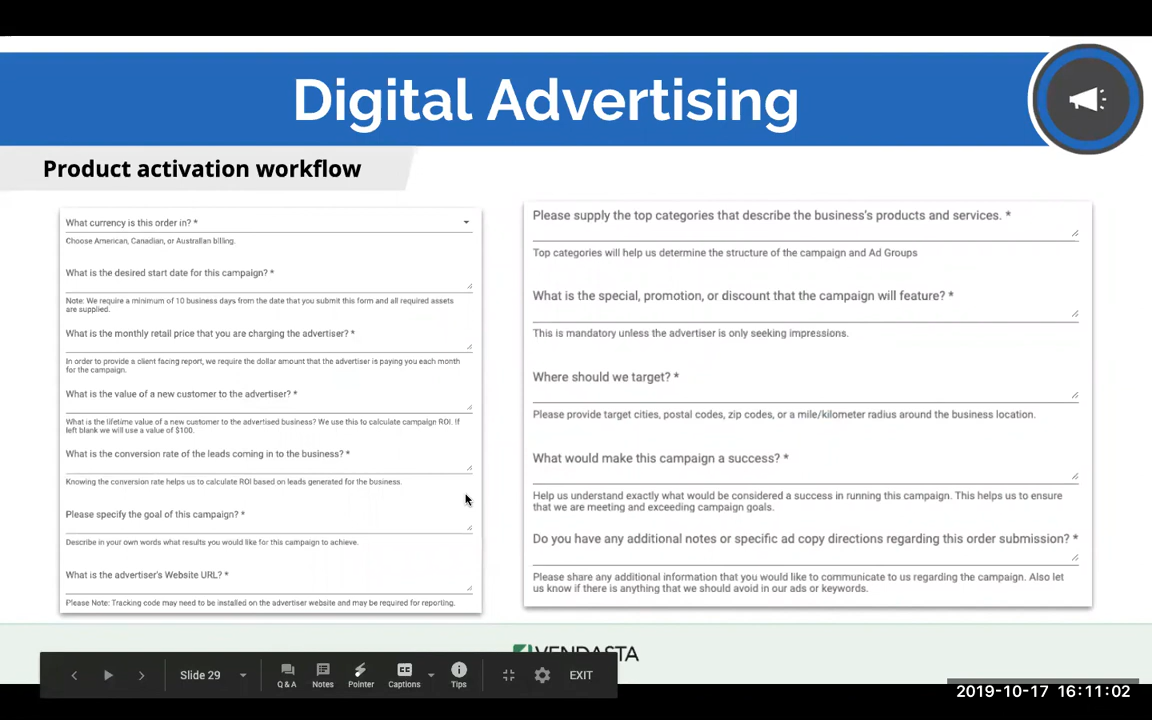 Digital Advertising
Product activation workflow
What currency is this order in? *
Choose American, Canadian, or Australian billing.
What is the desired start date for this campaign? *
Note: We require a minimum of 10 business days from the date that you submit this form and all required assets
are supplied.
What is the monthly retail price that you are charging the advertiser? *
In order to provide a client facing report, we require the dollar amount that the advertiser is paying you each month
for the campaign.
What is the value of a new customer to the advertiser? *
What is the lifetime value of a new customer to the advertised business? We use this to calculate campaign ROI. If
left blank we will use a value of $100.
What is the conversion rate of the leads coming in to the business? *
Knowing the conversion rate helps us to calculate ROI based on leads generated for the business.
Please specify the goal of this campaign? *
Describe in your own words what results you would like for this campaign to achieve.
What is the advertiser's Website URL? *
Please Note: Tracking code may need to be installed on the advertiser website and may be required for reporting.
Please supply the top categories that describe the business's products and services. *
Top categories will help us determine the structure of the campaign and Ad Groups
What is the special, promotion, or discount that the campaign will feature? *
This is mandatory unless the advertiser is only seeking impressions.
Where should we target? *
Please provide target cities, postal codes, zip codes, or a mile/kilometer radius around the business location.
What would make this campaign a success? *
Help us understand exactly what would be considered a success in running this campaign. This helps us to ensure
that we are meeting and exceeding campaign goals.
Do you have any additional notes or specific ad copy directions regarding this order submission? *
Please share any additional information that you would like to communicate to us regarding the campaign. Also let
us know if there is anything that we should avoid in our ads or keywords.
VENDASTA
Slide 29
Q & A
Notes
Pointer
Captions
Tips
EXIT
2019-10-17 16:11:02